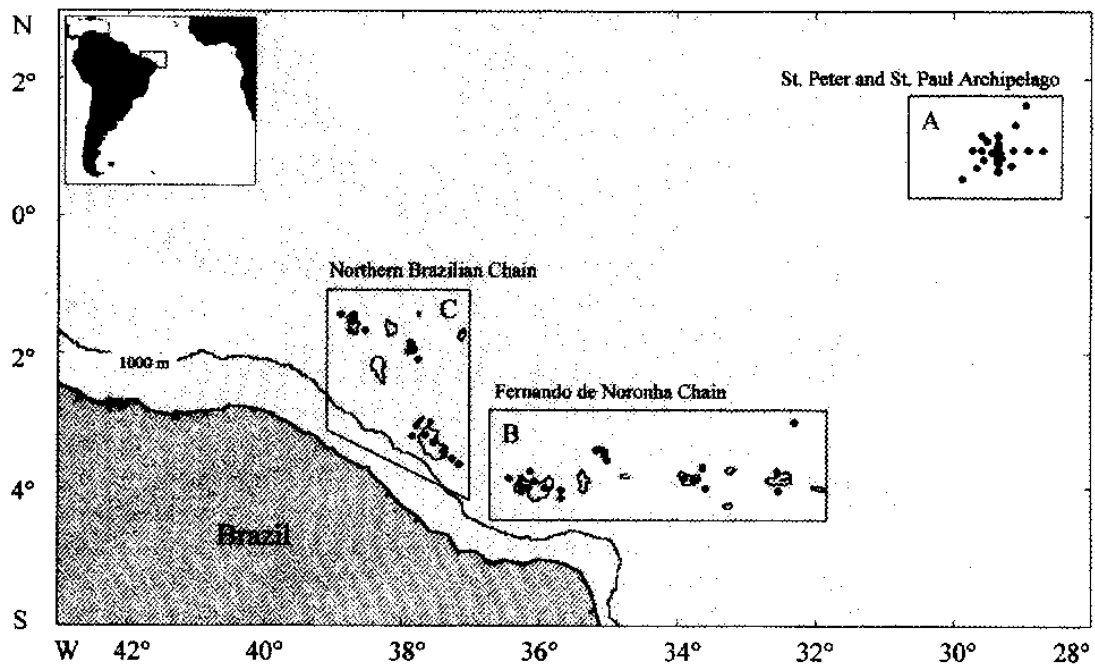 N
2°
0°
2°
4°
S
St. Peter and St. Paul Archipelago
A
Northern Brazilian Chain
C
1000 m
Fernando de Noronha Chain
B
Brazil
W 42° 40° 38° 36° 34° 32° 30° 28°